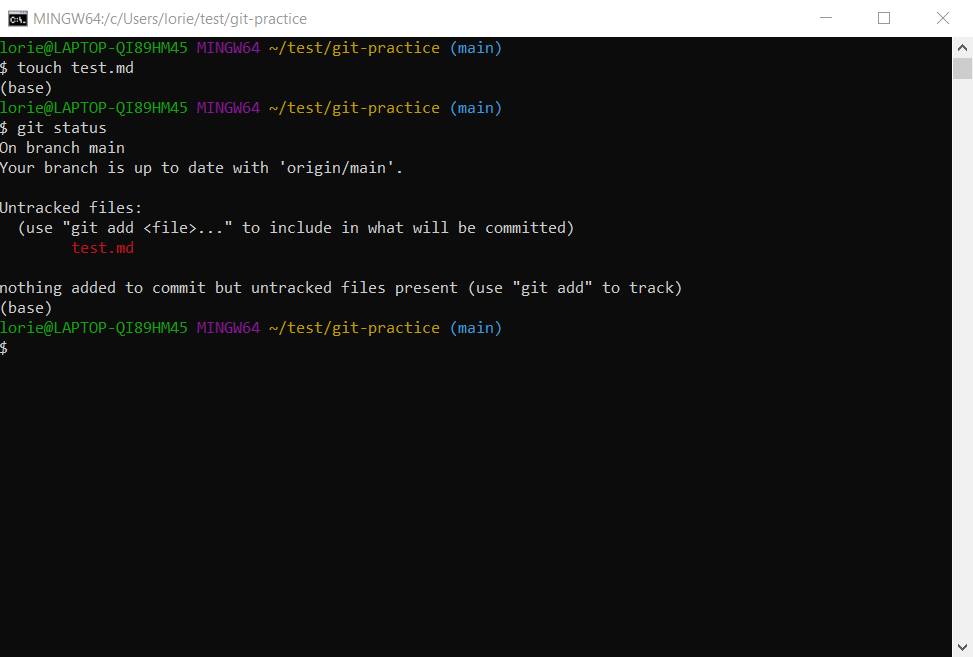 MINGW64:/c/Users/lorie/test/git-practice
lorie@LAPTOP-QI89HM45 MINGW64 ~/test/git-practice (main)
$ touch test.md
(base)
lorie@LAPTOP-QI89HM45 MINGW64 ~/test/git-practice (main)
$ git status
On branch main
Your branch is up to date with 'origin/main'.

Untracked files:
  (use "git add <file>..." to include in what will be committed)
        test.md

nothing added to commit but untracked files present (use "git add" to track)
(base)
lorie@LAPTOP-QI89HM45 MINGW64 ~/test/git-practice (main)
$